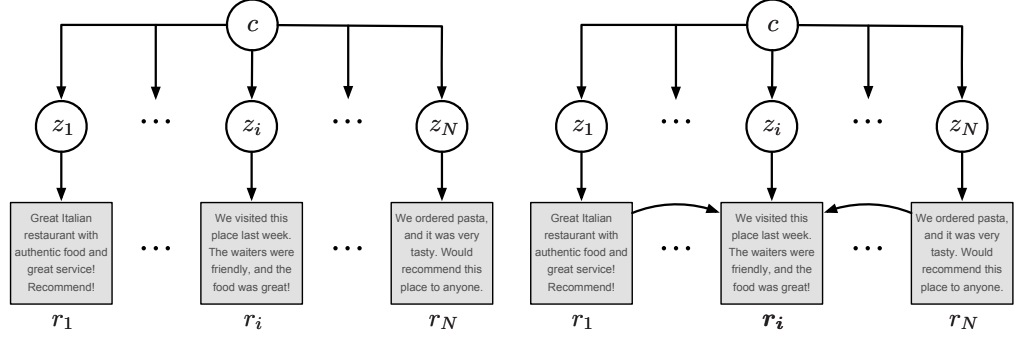 c
c
z_1
...
z_i
...
z_N
z_1
...
z_i
...
z_N
Great Italian
restaurant with
authentic food and
great service!
Recommend!
...
We visited this
place last week.
The waiters were
friendly, and the
food was great!
...
We ordered pasta,
and it was very
tasty. Would
recommend this
place to anyone.
Great Italian
restaurant with
authentic food and
great service!
Recommend!
...
We visited this
place last week.
The waiters were
friendly, and the
food was great!
...
We ordered pasta,
and it was very
tasty. Would
recommend this
place to anyone.
r_1
r_i
r_N
r_1
r_i
r_N